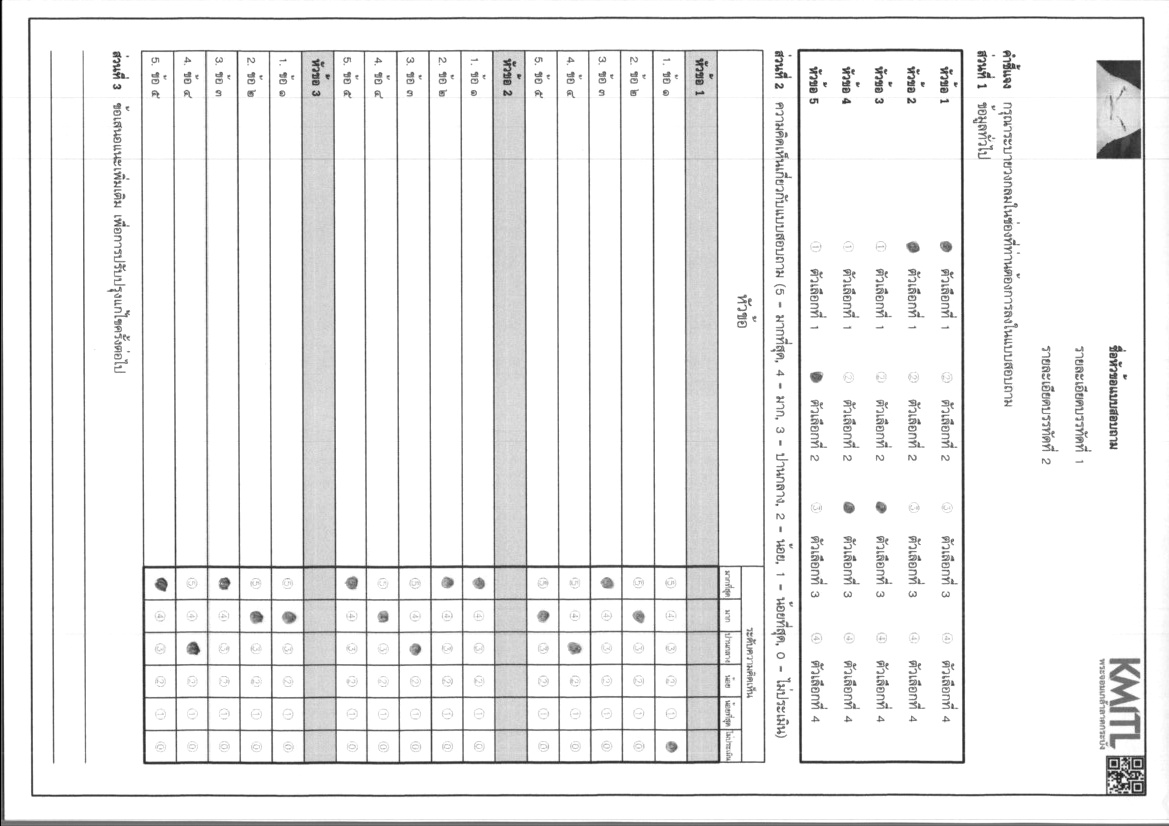 ชื่อหัวข้อแบบสอบถาม
รายละเอียดบรรทัดที่ 1
รายละเอียดบรรทัดที่ 2
KMITL
พระจอมเกล้าลาดกระบัง
คำชี้แจง กรุณาระบายวงกลมในช่องที่ท่านต้องการลงในแบบสอบถาม
ส่วนที่ 1 ข้อมูลทั่วไป
หัวข้อ 1 ตัวเลือกที่ 1 ② ตัวเลือกที่ 2 ③ ตัวเลือกที่ 3 ④ ตัวเลือกที่ 4
หัวข้อ 2 ตัวเลือกที่ 1 ② ตัวเลือกที่ 2 ③ ตัวเลือกที่ 3 ④ ตัวเลือกที่ 4
หัวข้อ 3 ① ตัวเลือกที่ 1 ② ตัวเลือกที่ 2 ตัวเลือกที่ 3 ④ ตัวเลือกที่ 4
หัวข้อ 4 ① ตัวเลือกที่ 1 ② ตัวเลือกที่ 2 ตัวเลือกที่ 3 ④ ตัวเลือกที่ 4
หัวข้อ 5 ① ตัวเลือกที่ 1 ตัวเลือกที่ 2 ③ ตัวเลือกที่ 3 ④ ตัวเลือกที่ 4
ส่วนที่ 2 ความคิดเห็นเกี่ยวกับแบบสอบถาม (5 - มากที่สุด, 4 - มาก, 3 - ปานกลาง, 2 - น้อย, 1 - น้อยที่สุด, 0 - ไม่ประเมิน)
หัวข้อ ระดับความคิดเห็น
มากที่สุด มาก ปานกลาง น้อย น้อยที่สุด ไม่ประเมิน
หัวข้อ 1
1. ข้อ ๑ ⑤ ④ ③ ② ①
2. ข้อ ๒ ⑤ ③ ② ① ⓪
3. ข้อ ๓ ④ ③ ② ① ⓪
4. ข้อ ๔ ⑤ ④ ② ① ⓪
5. ข้อ ๕ ⑤ ③ ② ① ⓪
หัวข้อ 2
1. ข้อ ๑ ④ ③ ② ① ⓪
2. ข้อ ๒ ④ ③ ② ① ⓪
3. ข้อ ๓ ⑤ ④ ② ① ⓪
4. ข้อ ๔ ⑤ ③ ② ① ⓪
5. ข้อ ๕ ④ ③ ② ① ⓪
หัวข้อ 3
1. ข้อ ๑ ⑤ ③ ② ① ⓪
2. ข้อ ๒ ⑤ ③ ② ① ⓪
3. ข้อ ๓ ④ ③ ② ① ⓪
4. ข้อ ๔ ⑤ ④ ② ① ⓪
5. ข้อ ๕ ④ ③ ② ① ⓪
ส่วนที่ 3 ข้อเสนอแนะเพิ่มเติม เพื่อการปรับปรุงแก้ไขครั้งต่อไป